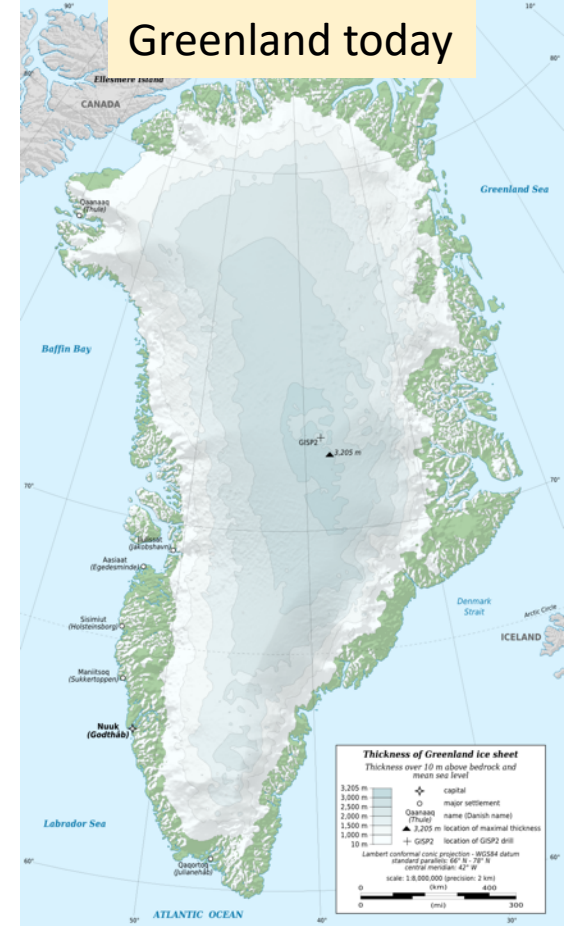 Greenland today
90°
10°
80°
80°
Ellesmere Island
CANADA
Greenland Sea
Qaanaaq
(Thule)
Baffin Bay
GISP2
3,205 m
70°
70°
Ilulissat
(Jakobshavn)
Aasiaat
(Egedesminde)
Sisimiut
(Holsteinsborg)
Denmark
Strait
Arctic Circle
ICELAND
Maniitsoq
(Sukkertoppen)
Nuuk
(Godthåb)
Labrador Sea
60°
60°
Qaqortoq
(Julianehåb)
ATLANTIC OCEAN
50°
40°
30°
Thickness of Greenland ice sheet
Thickness over 10 m above bedrock and
mean sea level
3,205 m
3,000 m
2,500 m
2,000 m
1,500 m
1,000 m
10 m
capital
major settlement
Qaanaaq
(Thule)
name (Danish name)
3,205 m location of maximal thickness
GISP2 location of GISP2 drill
Lambert conformal conic projection - WGS84 datum
standard parallels: 66° N - 78° N
central meridian: 42° W
scale: 1:8,000,000 (precision: 2 km)
0 (km) 400
0 (mi) 300